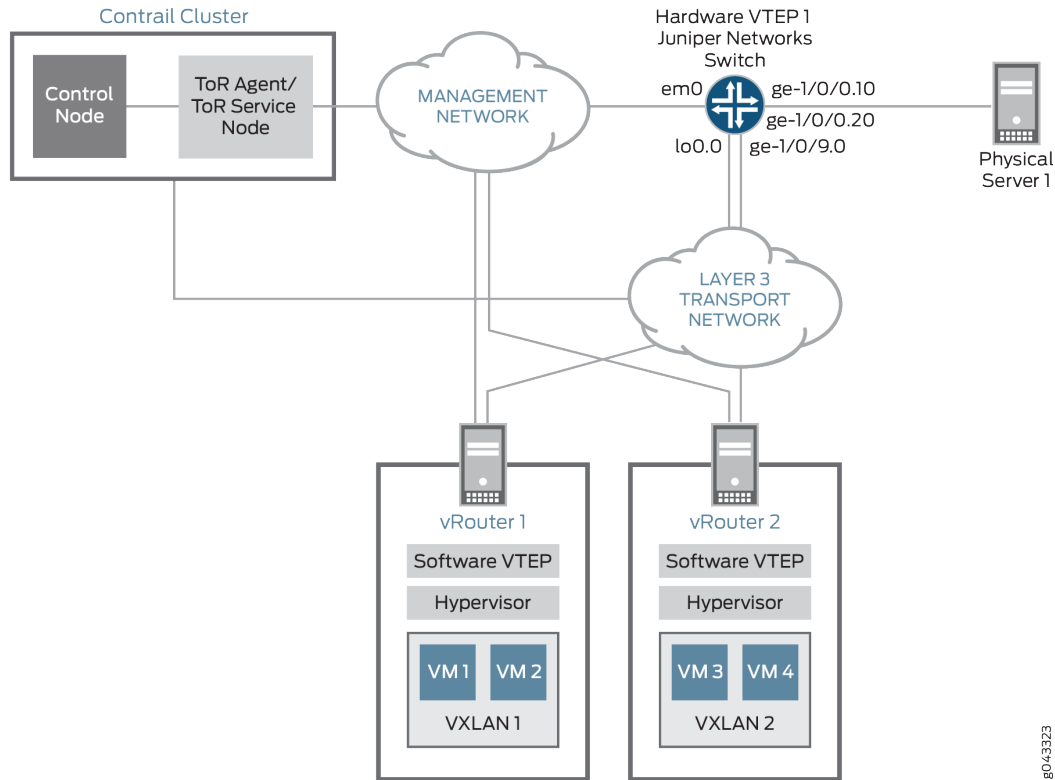 Contrail Cluster
Control
Node
ToR Agent/
ToR Service
Node
MANAGEMENT
NETWORK
Hardware VTEP 1
Juniper Networks
Switch
em0
ge-1/0/0.10
ge-1/0/0.20
lo0.0
ge-1/0/9.0
Physical
Server 1
LAYER 3
TRANSPORT
NETWORK
vRouter 1
Software VTEP
Hypervisor
VM 1
VM 2
VXLAN 1
vRouter 2
Software VTEP
Hypervisor
VM 3
VM 4
VXLAN 2
g043323